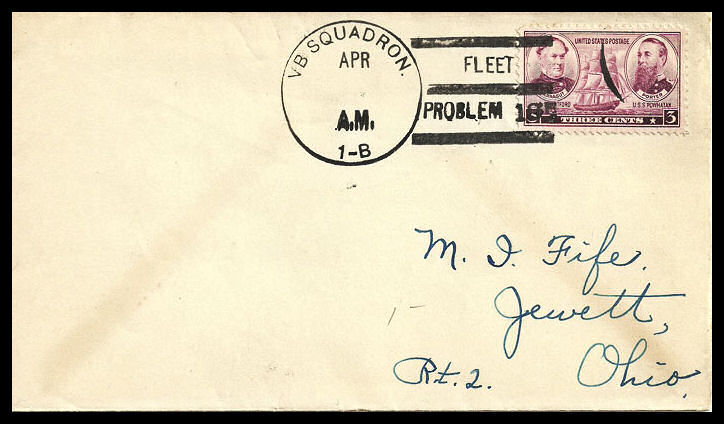 VB SQUADRON.
APR
A.M.
1-B
FLEET
PROBLEM
UNITED STATES POSTAGE
PORTER
U.S.S. POWHATAN
THREE CENTS 3
M. I. Fife.
Jewett,
Rt. 2. Ohio.